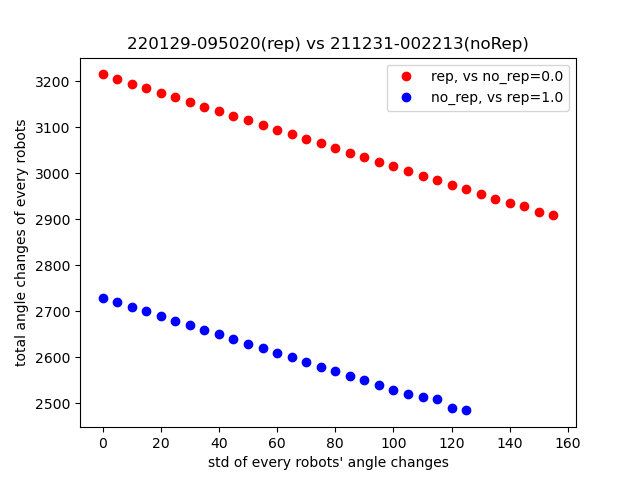 220129-095020(rep) vs 211231-002213(noRep)
rep, vs no_rep=0.0
no_rep, vs rep=1.0
total angle changes of every robots
3200
3100
3000
2900
2800
2700
2600
2500
0 20 40 60 80 100 120 140 160
std of every robots' angle changes